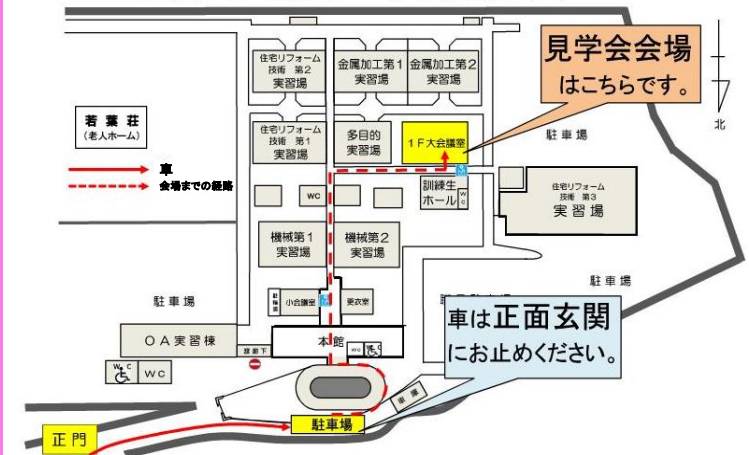 住宅リフォーム
技術 第2
実習場
金属加工第1
実習場
金属加工第2
実習場
見学会会場
はこちらです。
北
若葉荘
(老人ホーム)
住宅リフォーム
技術 第1
実習場
多目的
実習場
1F大会議室
駐車場
車
会場までの経路
WC
訓練生
ホール
WC
住宅リフォーム
技術 第3
実習場
機械第1
実習場
機械第2
実習場
駐車場
駐車場
小会議室
更衣室
車は正面玄関
にお止めください。
OA実習棟
渡廊下
本館
WC
WC
WC
車庫
駐車場
正門